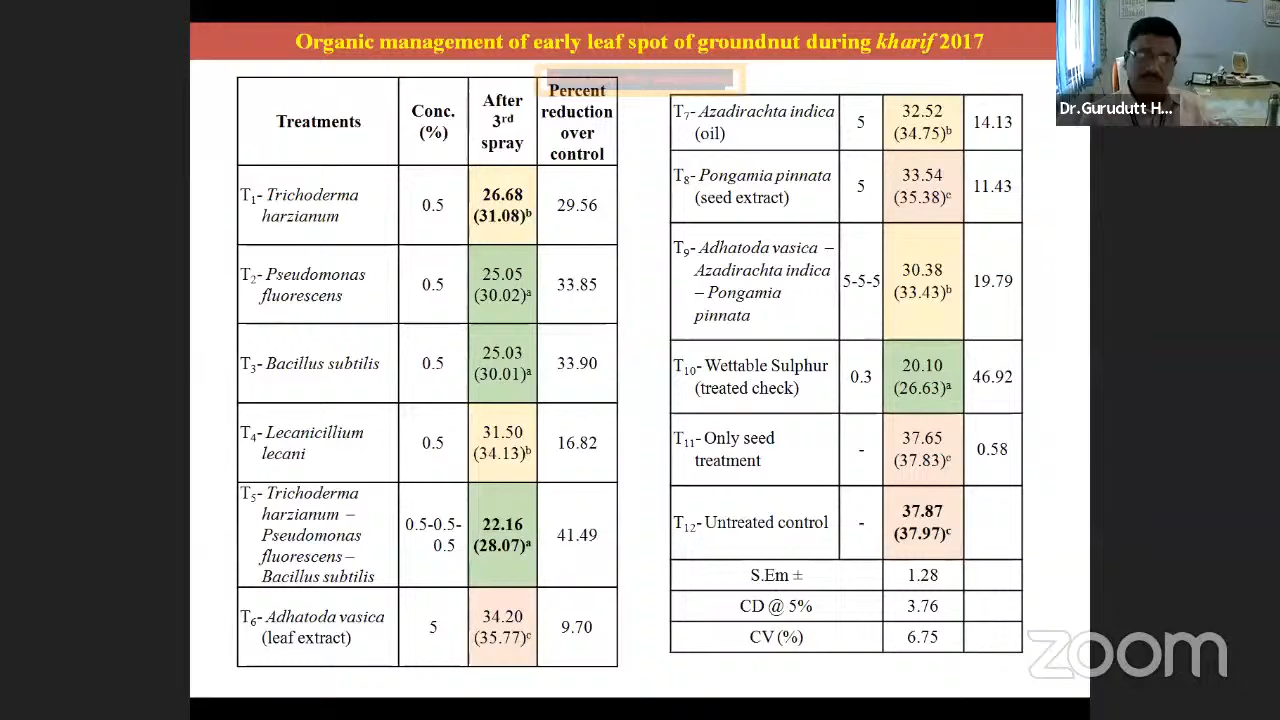 Organic management of early leaf spot of groundnut during kharif 2017
Dr.Gurudutt H...
Treatments
Conc.
(%)
After
3rd
spray
Percent
reduction
over
control
T1- Trichoderma
harzianum
0.5
26.68
(31.08)b
29.56
T2- Pseudomonas
fluorescens
0.5
25.05
(30.02)a
33.85
T3- Bacillus subtilis
0.5
25.03
(30.01)a
33.90
T4- Lecanicillium
lecani
0.5
31.50
(34.13)b
16.82
T5- Trichoderma
harzianum –
Pseudomonas
fluorescens–
Bacillus subtilis
0.5-0.5-
0.5
22.16
(28.07)a
41.49
T6- Adhatoda vasica
(leaf extract)
5
34.20
(35.77)c
9.70
T7- Azadirachta indica
(oil)
5
32.52
(34.75)b
14.13
T8- Pongamia pinnata
(seed extract)
5
33.54
(35.38)c
11.43
T9- Adhatoda vasica –
Azadirachta indica
– Pongamia
pinnata
5-5-5
30.38
(33.43)b
19.79
T10- Wettable Sulphur
(treated check)
0.3
20.10
(26.63)a
46.92
T11- Only seed
treatment
-
37.65
(37.83)c
0.58
T12- Untreated control
-
37.87
(37.97)c
S.Em ±
1.28
CD @ 5%
3.76
CV (%)
6.75
zoom